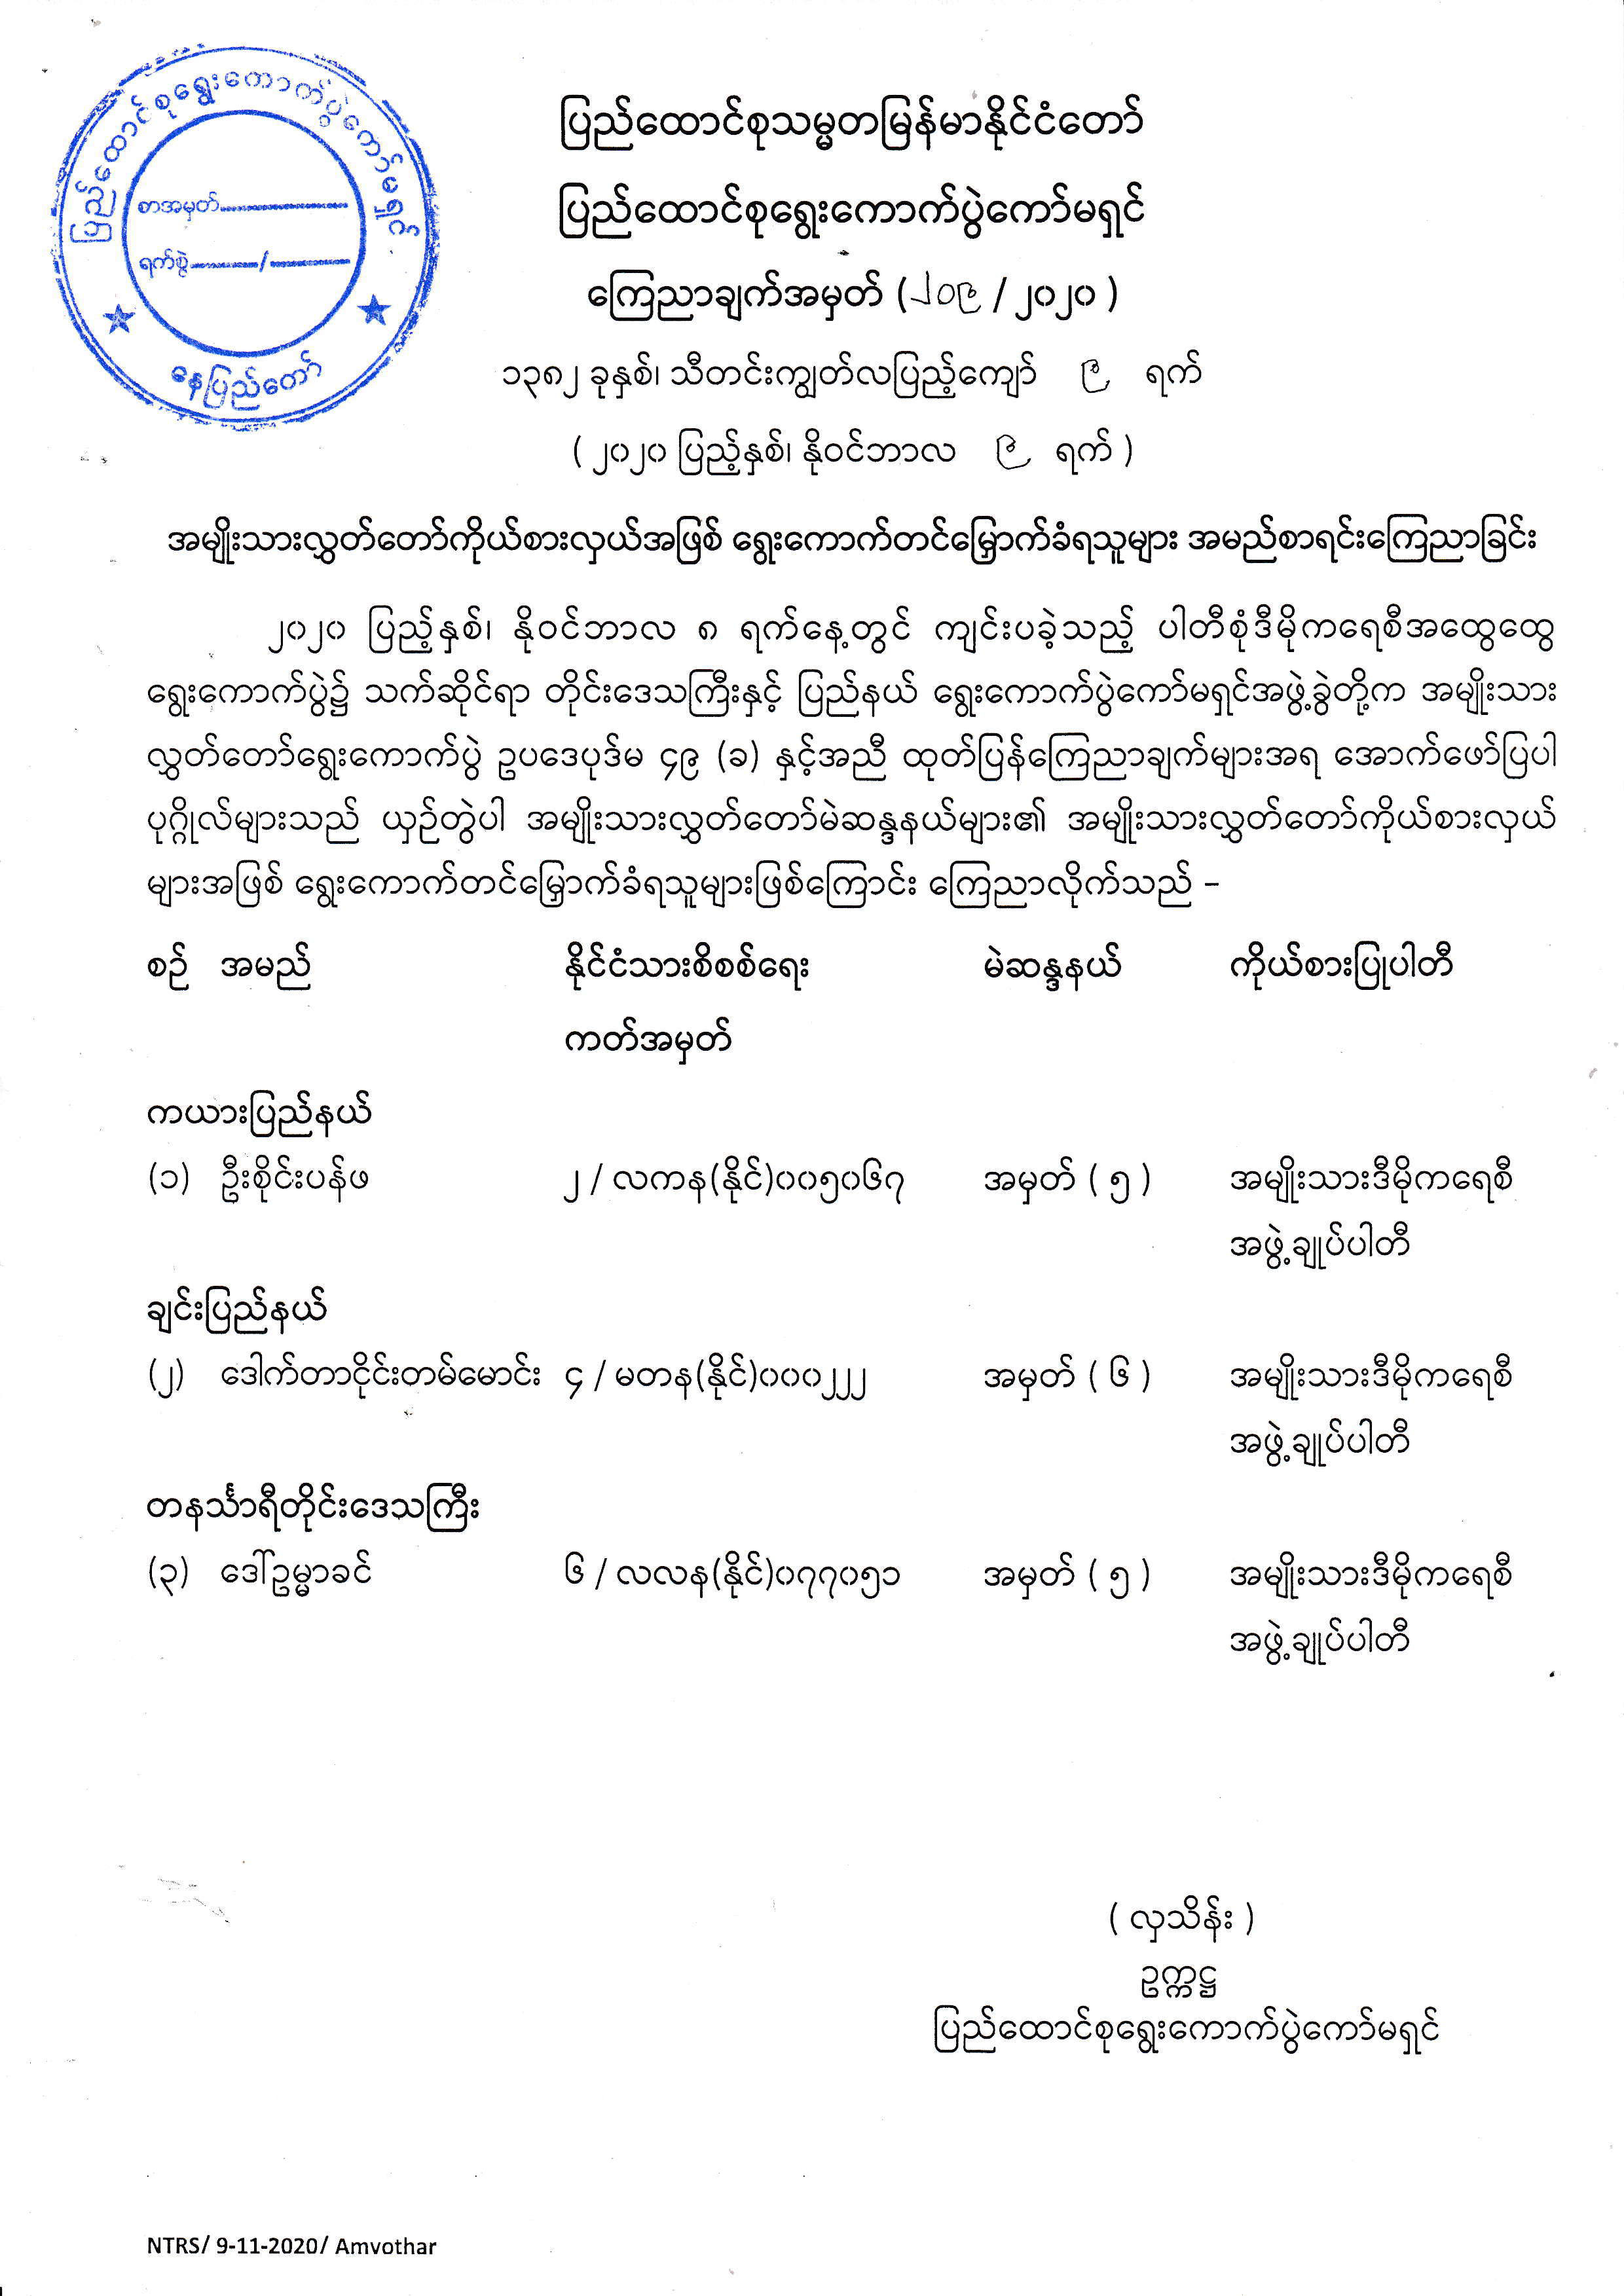 ပြည်ထောင်စုရွေးကောက်ပွဲကော်မရှင်
စာအမှတ်
ရက်စွဲ /
နေပြည်တော်
ပြည်ထောင်စုသမ္မတမြန်မာနိုင်ငံတော်
ပြည်ထောင်စုရွေးကောက်ပွဲကော်မရှင်
ကြေညာချက်အမှတ် (၂၀၉ / ၂၀၂၀ )
၁၃၈၂ ခုနှစ်၊ သီတင်းကျွတ်လပြည့်ကျော် ၉ ရက်
( ၂၀၂၀ ပြည့်နှစ်၊ နိုဝင်ဘာလ ၉ ရက် )
အမျိုးသားလွှတ်တော်ကိုယ်စားလှယ်အဖြစ် ရွေးကောက်တင်မြှောက်ခံရသူများ အမည်စာရင်းကြေညာခြင်း
၂၀၂၀ ပြည့်နှစ်၊ နိုဝင်ဘာလ ၈ ရက်နေ့တွင် ကျင်းပခဲ့သည့် ပါတီစုံဒီမိုကရေစီအထွေထွေ
ရွေးကောက်ပွဲ၌ သက်ဆိုင်ရာ တိုင်းဒေသကြီးနှင့် ပြည်နယ် ရွေးကောက်ပွဲကော်မရှင်အဖွဲ့ခွဲတို့က အမျိုးသား
လွှတ်တော်ရွေးကောက်ပွဲ ဥပဒေပုဒ်မ ၄၉ (ခ) နှင့်အညီ ထုတ်ပြန်ကြေညာချက်များအရ အောက်ဖော်ပြပါ
ပုဂ္ဂိုလ်များသည် ယှဉ်တွဲပါ အမျိုးသားလွှတ်တော်မဲဆန္ဒနယ်များ၏ အမျိုးသားလွှတ်တော်ကိုယ်စားလှယ်
များအဖြစ် ရွေးကောက်တင်မြှောက်ခံရသူများဖြစ်ကြောင်း ကြေညာလိုက်သည် –
စဉ် အမည် နိုင်ငံသားစိစစ်ရေး မဲဆန္ဒနယ် ကိုယ်စားပြုပါတီ
ကတ်အမှတ်
ကယားပြည်နယ်
(၁) ဦးစိုင်းပန်ဖ ၂ / လကန(နိုင်)၀၀၅၀၆၇ အမှတ် ( ၅ ) အမျိုးသားဒီမိုကရေစီ
အဖွဲ့ချုပ်ပါတီ
ချင်းပြည်နယ်
(၂) ဒေါက်တာငိုင်းတမ်မောင်း ၄ / မတန(နိုင်)၀၀၀၂၂၂ အမှတ် ( ၆ ) အမျိုးသားဒီမိုကရေစီ
အဖွဲ့ချုပ်ပါတီ
တနင်္သာရီတိုင်းဒေသကြီး
(၃) ဒေါ်ဥမ္မာခင် ၆ / လလန(နိုင်)၀၇၇၀၅၁ အမှတ် ( ၅ ) အမျိုးသားဒီမိုကရေစီ
အဖွဲ့ချုပ်ပါတီ
( လှသိန်း )
ဥက္ကဋ္ဌ
ပြည်ထောင်စုရွေးကောက်ပွဲကော်မရှင်
NTRS/ 9-11-2020/ Amvothar